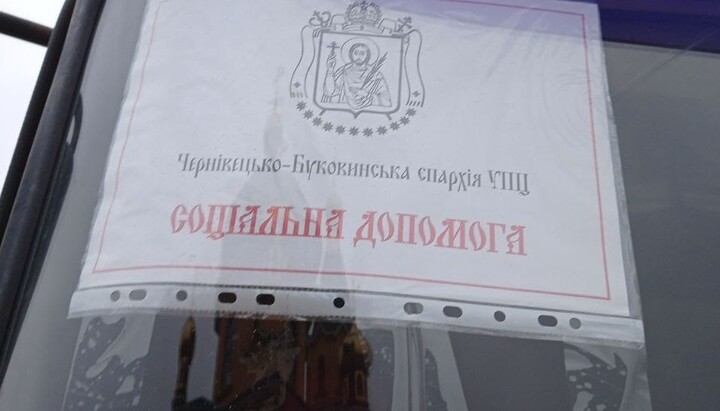 Чернівецько-Буковинська єпархія УПЦ
СОЦІАЛЬНА ДОПОМОГА